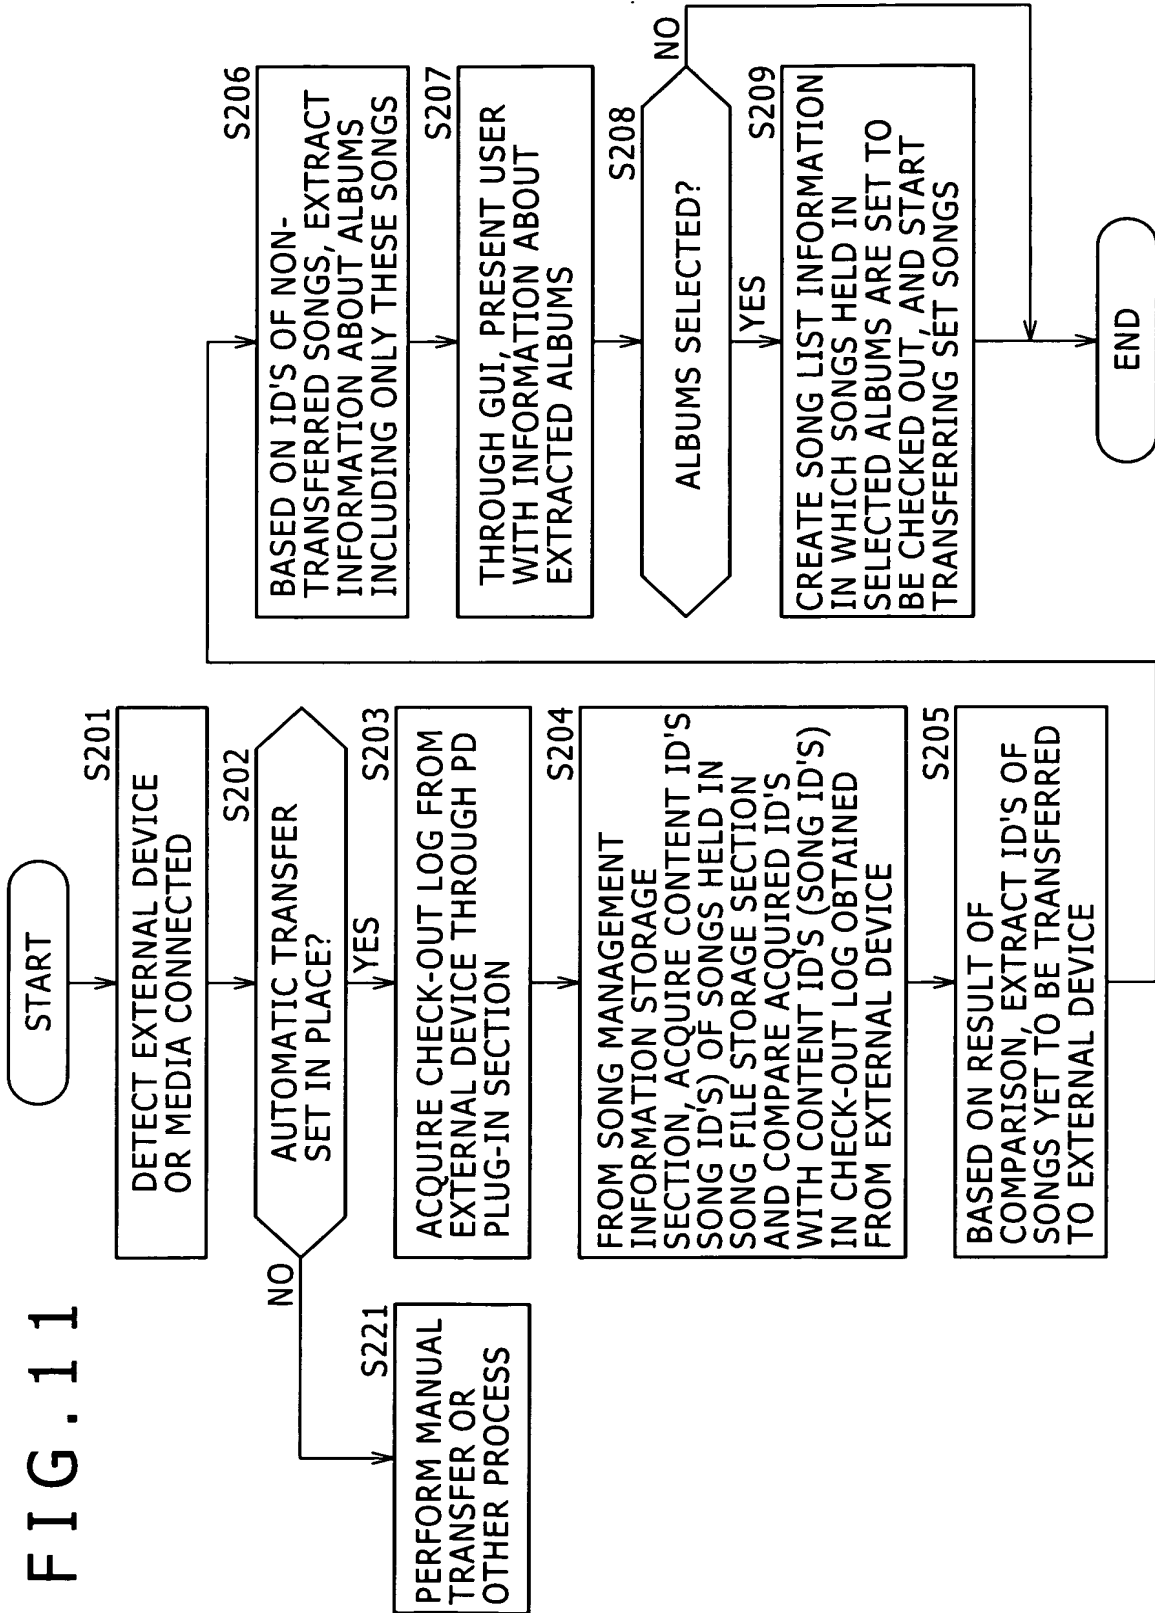 FIG.11
START
S201
DETECT EXTERNAL DEVICE
OR MEDIA CONNECTED
S202
AUTOMATIC TRANSFER
SET IN PLACE?
NO
YES
S221
PERFORM MANUAL
TRANSFER OR
OTHER PROCESS
S203
ACQUIRE CHECK-OUT LOG FROM
EXTERNAL DEVICE THROUGH PD
PLUG-IN SECTION
S204
FROM SONG MANAGEMENT
INFORMATION STORAGE
SECTION, ACQUIRE CONTENT ID'S
SONG ID'S) OF SONGS HELD IN
SONG FILE STORAGE SECTION
AND COMPARE ACQUIRED ID'S
WITH CONTENT ID'S (SONG ID'S)
IN CHECK-OUT LOG OBTAINED
FROM EXTERNAL DEVICE
S205
BASED ON RESULT OF
COMPARISON, EXTRACT ID'S OF
SONGS YET TO BE TRANSFERRED
TO EXTERNAL DEVICE
S206
BASED ON ID'S OF NON-
TRANSFERRED SONGS, EXTRACT
INFORMATION ABOUT ALBUMS
INCLUDING ONLY THESE SONGS
S207
THROUGH GUI, PRESENT USER
WITH INFORMATION ABOUT
EXTRACTED ALBUMS
S208
ALBUMS SELECTED?
NO
YES
S209
CREATE SONG LIST INFORMATION
IN WHICH SONGS HELD IN
SELECTED ALBUMS ARE SET TO
BE CHECKED OUT, AND START
TRANSFERRING SET SONGS
END